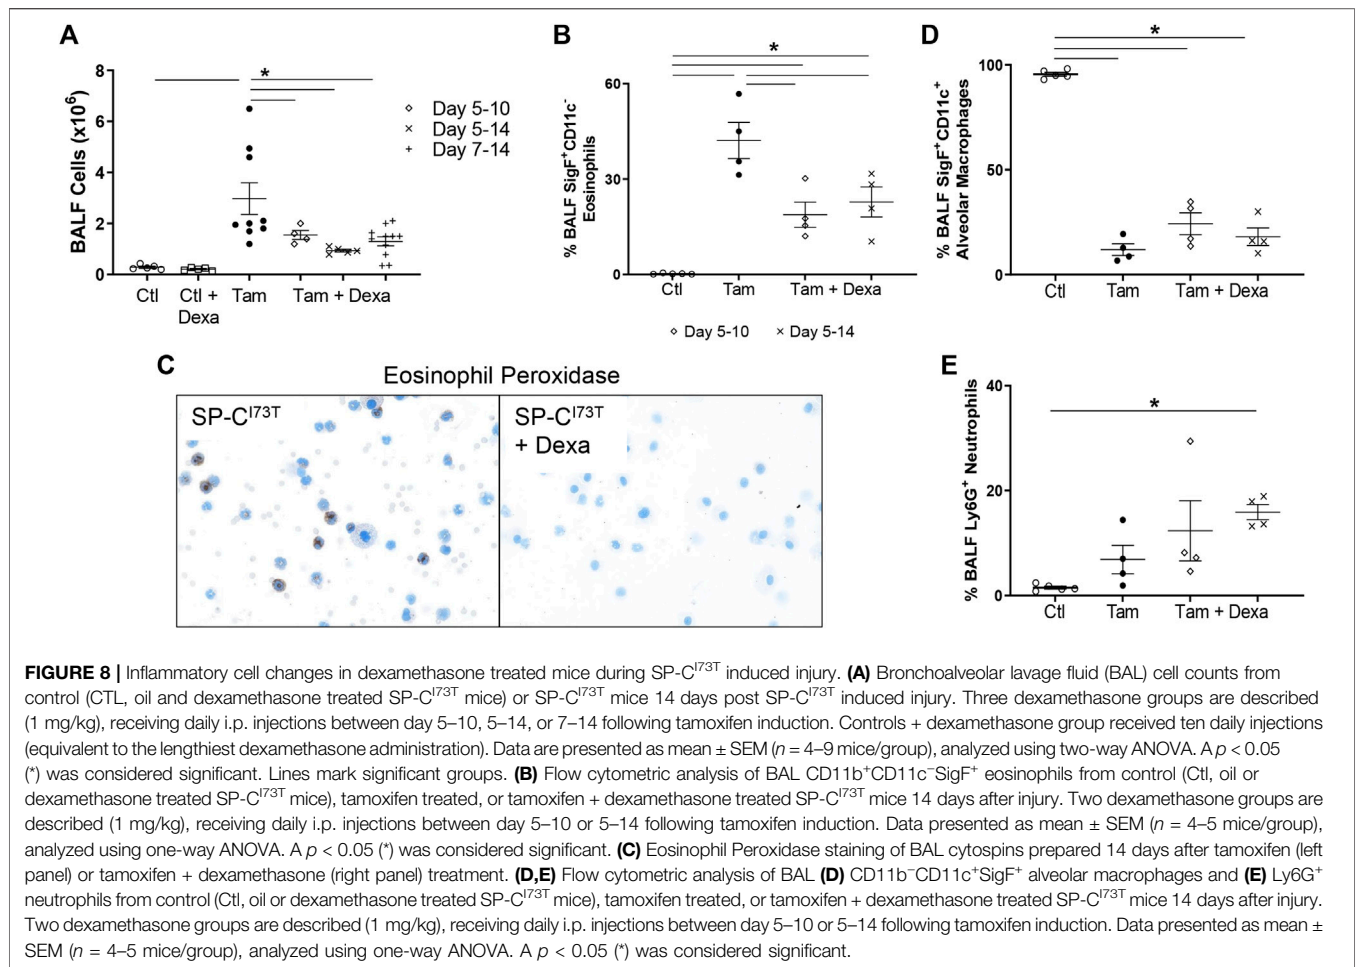 A
BALF Cells (x10⁶)
8
6
4
2
0
*
Ctl
Ctl +
Dexa
Tam
Tam + Dexa
Day 5-10
Day 5-14
Day 7-14
B
% BALF SigF⁺CD11c⁻
Eosinophils
60
30
0
*
Ctl
Tam
Tam + Dexa
Day 5-10
Day 5-14
D
% BALF SigF⁺CD11c⁺
Alveolar Macrophages
100
50
0
*
Ctl
Tam
Tam + Dexa
C
Eosinophil Peroxidase
SP-Cᴵ⁷³ᵀ
SP-Cᴵ⁷³ᵀ
+ Dexa
E
% BALF Ly6G⁺ Neutrophils
40
20
0
*
Ctl
Tam
Tam + Dexa
FIGURE 8 | Inflammatory cell changes in dexamethasone treated mice during SP-Cᴵ⁷³ᵀ induced injury. (A) Bronchoalveolar lavage fluid (BAL) cell counts from
control (CTL, oil and dexamethasone treated SP-Cᴵ⁷³ᵀ mice) or SP-Cᴵ⁷³ᵀ mice 14 days post SP-Cᴵ⁷³ᵀ induced injury. Three dexamethasone groups are described
(1 mg/kg), receiving daily i.p. injections between day 5–10, 5–14, or 7–14 following tamoxifen induction. Controls + dexamethasone group received ten daily injections
(equivalent to the lengthiest dexamethasone administration). Data are presented as mean ± SEM (n = 4–9 mice/group), analyzed using two-way ANOVA. A p < 0.05
(*) was considered significant. Lines mark significant groups. (B) Flow cytometric analysis of BAL CD11b⁺CD11c⁻SigF⁺ eosinophils from control (Ctl, oil or
dexamethasone treated SP-Cᴵ⁷³ᵀ mice), tamoxifen treated, or tamoxifen + dexamethasone treated SP-Cᴵ⁷³ᵀ mice 14 days after injury. Two dexamethasone groups are
described (1 mg/kg), receiving daily i.p. injections between day 5–10 or 5–14 following tamoxifen induction. Data presented as mean ± SEM (n = 4–5 mice/group),
analyzed using one-way ANOVA. A p < 0.05 (*) was considered significant. (C) Eosinophil Peroxidase staining of BAL cytospins prepared 14 days after tamoxifen (left
panel) or tamoxifen + dexamethasone (right panel) treatment. (D,E) Flow cytometric analysis of BAL (D) CD11b⁻CD11c⁺SigF⁺ alveolar macrophages and (E) Ly6G⁺
neutrophils from control (Ctl, oil or dexamethasone treated SP-Cᴵ⁷³ᵀ mice), tamoxifen treated, or tamoxifen + dexamethasone treated SP-Cᴵ⁷³ᵀ mice 14 days after injury.
Two dexamethasone groups are described (1 mg/kg), receiving daily i.p. injections between day 5–10 or 5–14 following tamoxifen induction. Data presented as mean ±
SEM (n = 4–5 mice/group), analyzed using one-way ANOVA. A p < 0.05 (*) was considered significant.